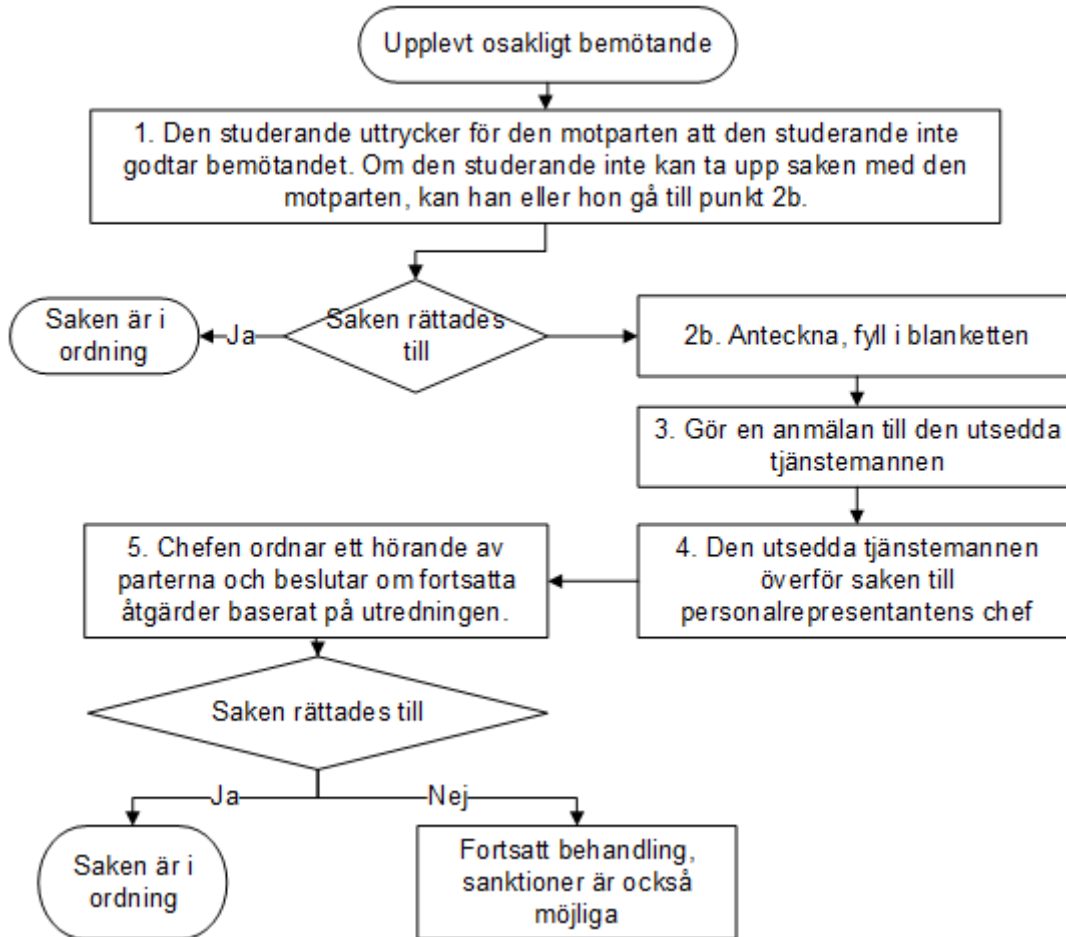 Upplevt osakligt bemötande
1. Den studerande uttrycker för den motparten att den studerande inte
godtar bemötandet. Om den studerande inte kan ta upp saken med den
motparten, kan han eller hon gå till punkt 2b.
Saken rättades
till
Ja
Saken är i
ordning
2b. Anteckna, fyll i blanketten
3. Gör en anmälan till den utsedda
tjänstemannen
4. Den utsedda tjänstemannen
överför saken till
personalrepresentantens chef
5. Chefen ordnar ett hörande av
parterna och beslutar om fortsatta
åtgärder baserat på utredningen.
Saken rättades till
Ja
Nej
Saken är i
ordning
Fortsatt behandling,
sanktioner är också
möjliga